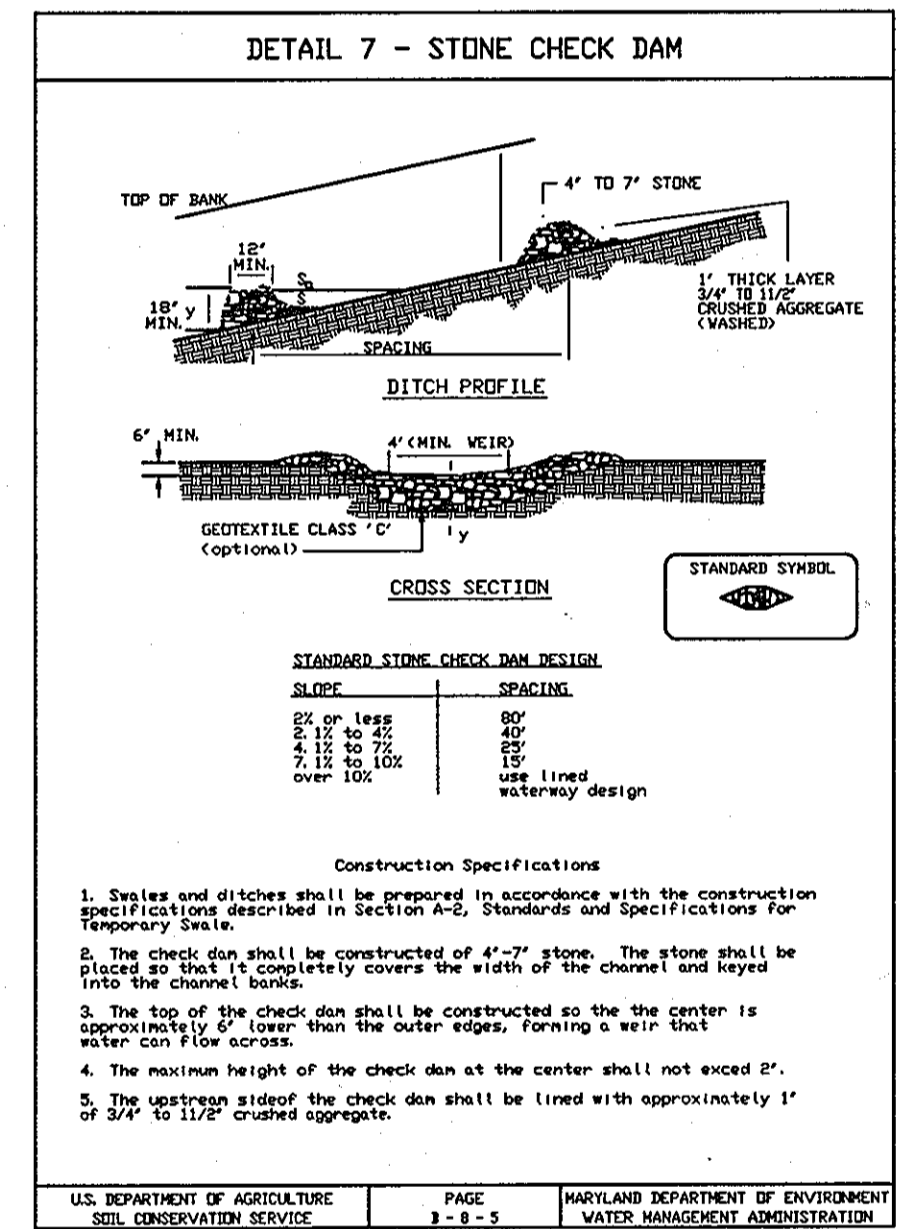 DETAIL 7 - STONE CHECK DAM
TOP OF BANK
4" TO 7" STONE
12"
MIN.
18"
MIN.
y
1' THICK LAYER
3/4" TO 11/2"
CRUSHED AGGREGATE
(WASHED)
SPACING
DITCH PROFILE
6" MIN.
4' (MIN. WEIR)
GEOTEXTILE CLASS 'C'
(optional)
y
CROSS SECTION
STANDARD SYMBOL
STANDARD STONE CHECK DAM DESIGN
SLOPE SPACING
2% or less 80'
2.1% to 4% 40'
4.1% to 7% 25'
7.1% to 10% 15'
over 10% use lined
waterway design
Construction Specifications
1. Swales and ditches shall be prepared in accordance with the construction
specifications described in Section A-2, Standards and Specifications for
Temporary Swale.
2. The check dam shall be constructed of 4"-7" stone. The stone shall be
placed so that it completely covers the width of the channel and keyed
into the channel banks.
3. The top of the check dam shall be constructed so the the center is
approximately 6" lower than the outer edges, forming a weir that
water can flow across.
4. The maximum height of the check dam at the center shall not exced 2'.
5. The upstream sideof the check dam shall be lined with approximately 1'
of 3/4" to 11/2" crushed aggregate.
U.S. DEPARTMENT OF AGRICULTURE
SOIL CONSERVATION SERVICE
PAGE
- 8 - 5
MARYLAND DEPARTMENT OF ENVIRONMENT
WATER MANAGEMENT ADMINISTRATION